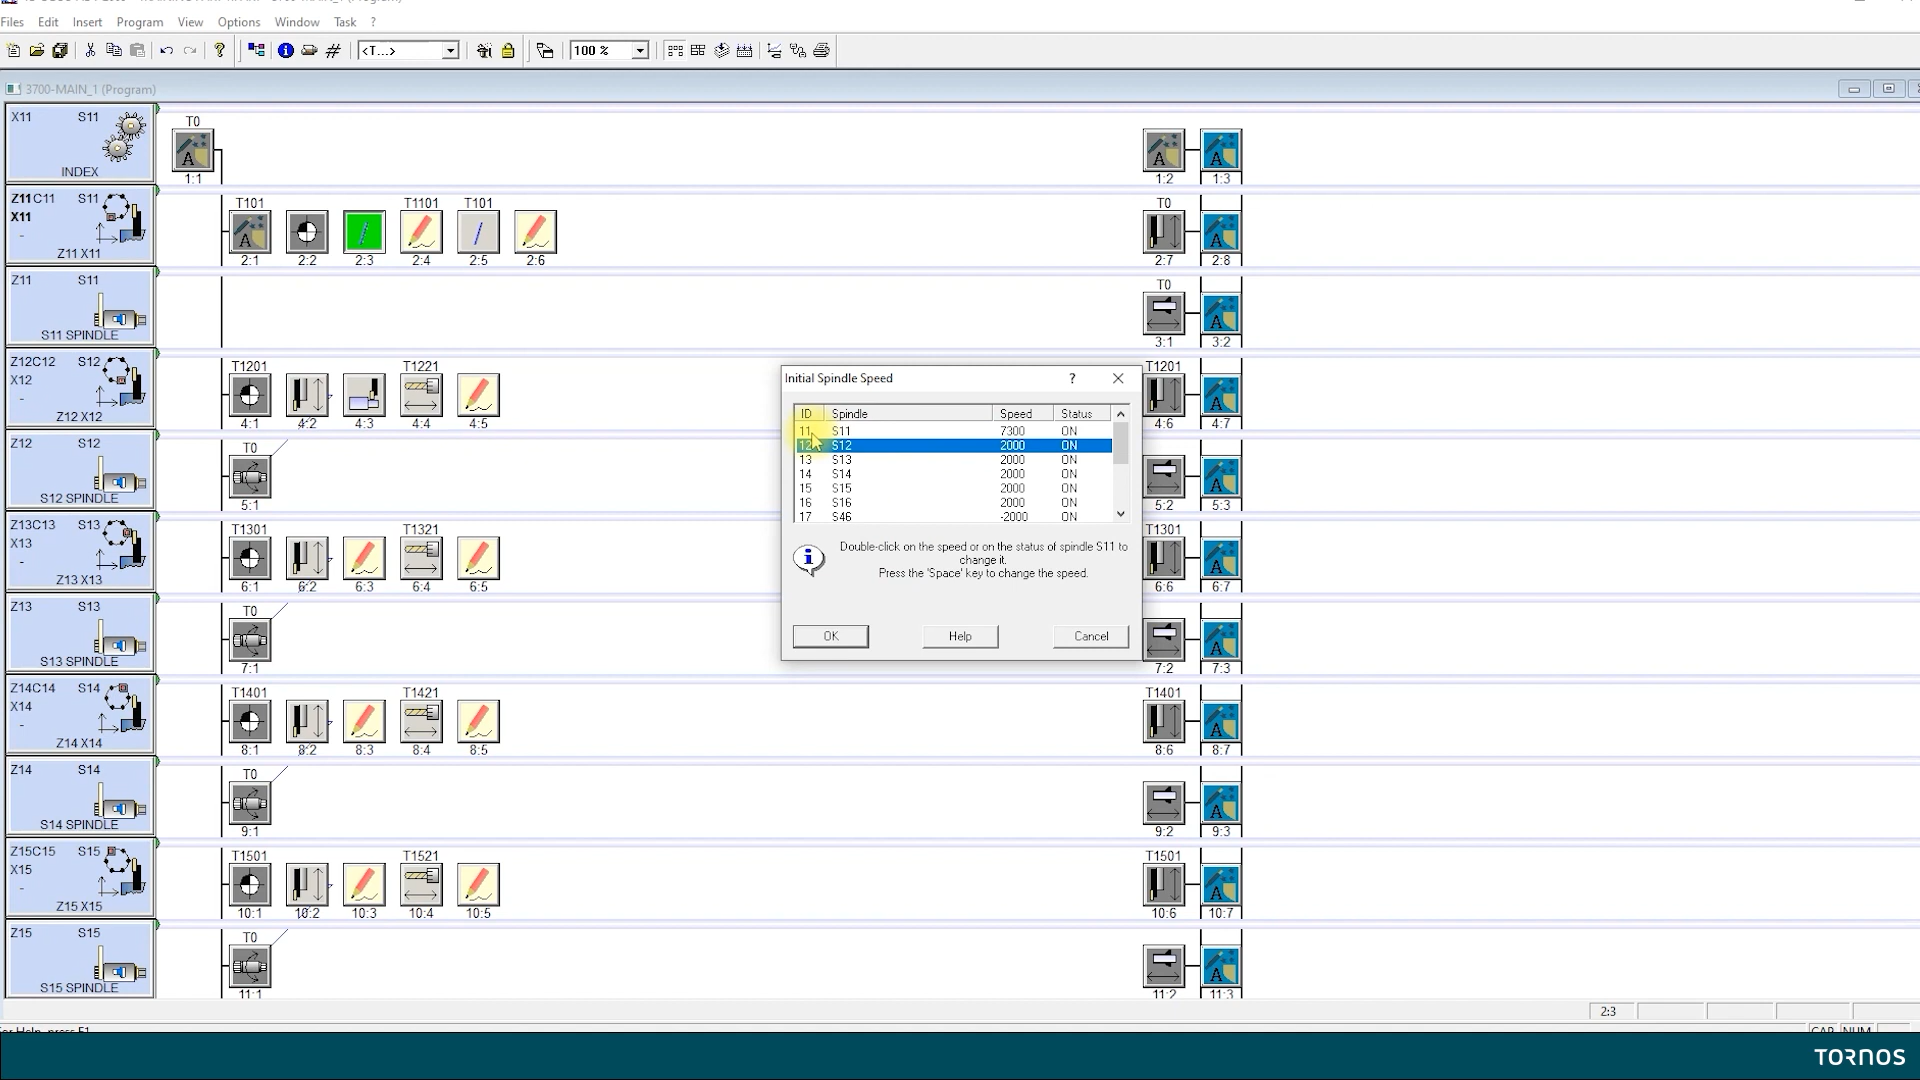 Files Edit Insert Program View Options Window Task ?
<T...> 100 %
3700-MAIN_1 (Program)
X11 S11
INDEX
T0
1:1 1:2 1:3
Z11 C11 S11
X11
-
Z11 X11
T101 T1101 T101 T0
2:1 2:2 2:3 2:4 2:5 2:6 2:7 2:8
Z11 S11
S11 SPINDLE
T0
3:1 3:2
Z12C12 S12
X12
-
Z12 X12
T1201 T1221 T1201
4:1 4:2 4:3 4:4 4:5 4:6 4:7
Z12 S12
S12 SPINDLE
T0
5:1 5:2 5:3
Z13C13 S13
X13
-
Z13 X13
T1301 T1321 T1301
6:1 6:2 6:3 6:4 6:5 6:6 6:7
Z13 S13
S13 SPINDLE
T0
7:1 7:2 7:3
Z14C14 S14
X14
-
Z14 X14
T1401 T1421 T1401
8:1 8:2 8:3 8:4 8:5 8:6 8:7
Z14 S14
S14 SPINDLE
T0
9:1 9:2 9:3
Z15C15 S15
X15
-
Z15 X15
T1501 T1521 T1501
10:1 10:2 10:3 10:4 10:5 10:6 10:7
Z15 S15
S15 SPINDLE
T0
11:1 11:2 11:3
Initial Spindle Speed ?
ID Spindle Speed Status
11 S11 7300 ON
12 S12 2000 ON
13 S13 2000 ON
14 S14 2000 ON
15 S15 2000 ON
16 S16 2000 ON
17 S46 -2000 ON
Double-click on the speed or on the status of spindle S11 to
change it.
Press the 'Space' key to change the speed.
OK Help Cancel
2:3
For Help, press F1
CAP NUM
TORNOS